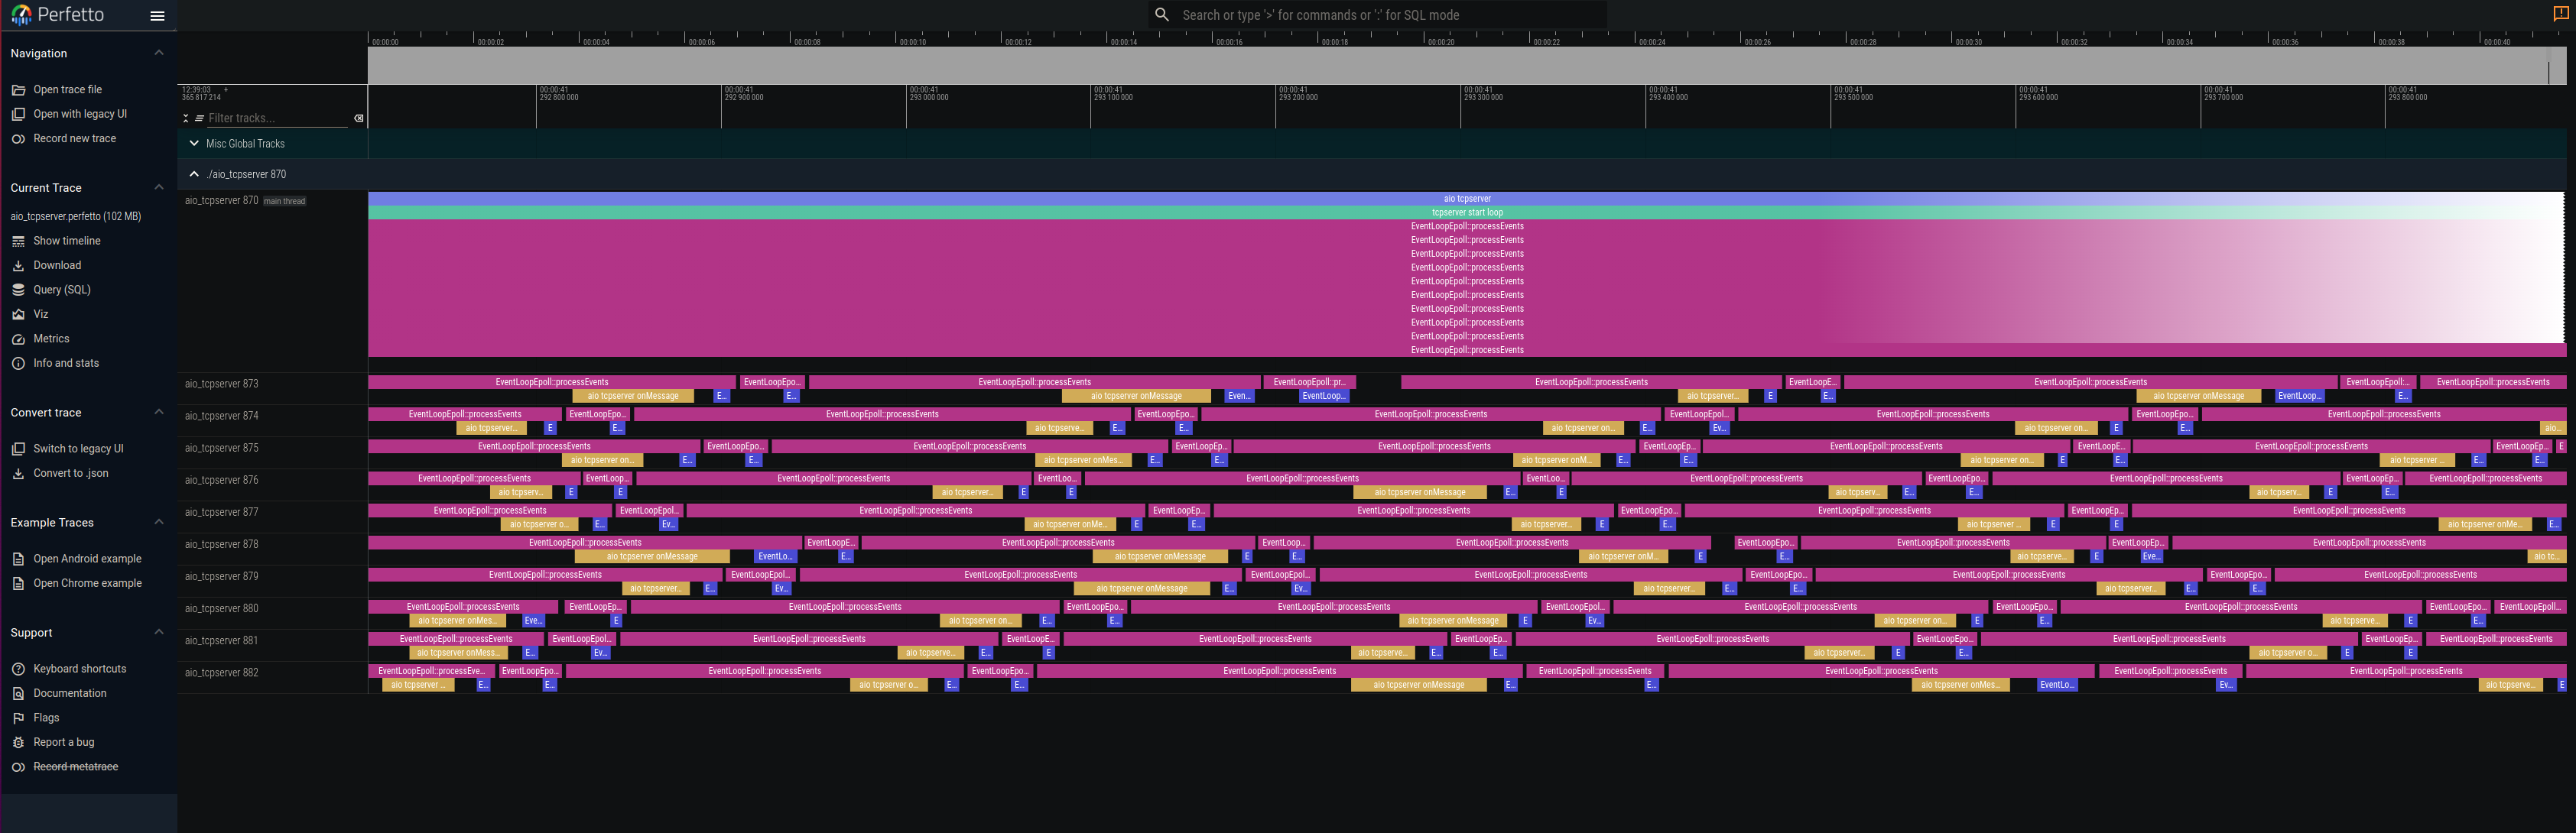 Perfetto
Search or type '>' for commands or ':' for SQL mode
Navigation
Open trace file
Open with legacy UI
Record new trace
Current Trace
aio_tcpserver.perfetto (102 MB)
Show timeline
Download
Query (SQL)
Viz
Metrics
Info and stats
Convert trace
Switch to legacy UI
Convert to .json
Example Traces
Open Android example
Open Chrome example
Support
Keyboard shortcuts
Documentation
Flags
Report a bug
Record metatrace
00:00:00 00:00:02 00:00:04 00:00:06 00:00:08 00:00:10 00:00:12 00:00:14 00:00:16 00:00:18 00:00:20 00:00:22 00:00:24 00:00:26 00:00:28 00:00:30 00:00:32 00:00:34 00:00:36 00:00:38 00:00:40
12:39:03 + 00:00:41 00:00:41 00:00:41 00:00:41 00:00:41 00:00:41 00:00:41 00:00:41 00:00:41 00:00:41 00:00:41
365 817 214 292 800 000 292 900 000 293 000 000 293 100 000 293 200 000 293 300 000 293 400 000 293 500 000 293 600 000 293 700 000 293 800 000
Filter tracks...
Misc Global Tracks
./aio_tcpserver 870
aio_tcpserver 870 main thread
aio tcpserver
tcpserver start loop
EventLoopEpoll::processEvents
EventLoopEpoll::processEvents
EventLoopEpoll::processEvents
EventLoopEpoll::processEvents
EventLoopEpoll::processEvents
EventLoopEpoll::processEvents
EventLoopEpoll::processEvents
EventLoopEpoll::processEvents
EventLoopEpoll::processEvents
EventLoopEpoll::processEvents
aio_tcpserver 873
EventLoopEpoll::processEvents EventLoopEpo... EventLoopEpoll::processEvents EventLoopEpoll::pr... EventLoopEpoll::processEvents EventLoopE... EventLoopEpoll::processEvents EventLoopEpoll:... EventLoopEpoll::processEvents
aio tcpserver onMessage E... E... aio tcpserver onMessage Even... EventLoop... aio tcpserver... E E... aio tcpserver onMessage EventLoop... E...
aio_tcpserver 874
EventLoopEpoll::processEvents EventLoopEpo... EventLoopEpoll::processEvents EventLoopEpo... EventLoopEpoll::processEvents EventLoopEpol... EventLoopEpoll::processEvents EventLoopEpo... EventLoopEpoll::processEvents
aio tcpserver... E E... aio tcpserve... E... E... aio tcpserver on... E... Ev... aio tcpserver on... E E... aio...
aio_tcpserver 875
EventLoopEpoll::processEvents EventLoopEpo... EventLoopEpoll::processEvents EventLoopEp... EventLoopEpoll::processEvents EventLoopEp... EventLoopEpoll::processEvents EventLoopE... EventLoopEpoll::processEvents EventLoopEp... E
aio tcpserver on... E... E... aio tcpserver onMes... E... E... aio tcpserver onM... E... E... aio tcpserver on... E E... aio tcpserver ... E... E...
aio_tcpserver 876
EventLoopEpoll::processEvents EventLoop... EventLoopEpoll::processEvents EventLoo... EventLoopEpoll::processEvents EventLoo... EventLoopEpoll::processEvents EventLoopEpo... EventLoopEpoll::processEvents EventLoopEp... EventLoopEpoll::processEvents
aio tcpserv... E E aio tcpserver... E E aio tcpserver onMessage E... E aio tcpserv... E... E... aio tcpserv... E E...
aio_tcpserver 877
EventLoopEpoll::processEvents EventLoopEpol... EventLoopEpoll::processEvents EventLoopEp... EventLoopEpoll::processEvents EventLoopEpo... EventLoopEpoll::processEvents EventLoopEp... EventLoopEpoll::processEvents
aio tcpserver o... E... Ev... aio tcpserver onMe... E E... aio tcpserver... E E... aio tcpserver ... E E aio tcpserver onMe... E...
aio_tcpserver 878
EventLoopEpoll::processEvents EventLoopE... EventLoopEpoll::processEvents EventLoop... EventLoopEpoll::processEvents EventLoopEp... EventLoopEpoll::processEvents EventLoopEp... EventLoopEpoll::processEvents
aio tcpserver onMessage EventLo... E... aio tcpserver onMessage E E... aio tcpserver onM... E E... aio tcpserve... E Eve... aio tc...
aio_tcpserver 879
EventLoopEpoll::processEvents EventLoopEpol... EventLoopEpoll::processEvents EventLoopEpol... EventLoopEpoll::processEvents EventLoopEpo... EventLoopEpoll::processEvents EventLoopEpo... EventLoopEpoll::processEvents
aio tcpserver... E... Ev... aio tcpserver onMessage E... Ev... aio tcpserver... E... E... aio tcpserver... E... E...
aio_tcpserver 880
EventLoopEpoll::processEvents EventLoopEp... EventLoopEpoll::processEvents EventLoopEpo... EventLoopEpoll::processEvents EventLoopEpol... EventLoopEpoll::processEvents EventLoopEpo... EventLoopEpoll::processEvents EventLoopEpo... EventLoopEpoll...
aio tcpserver onMes... Eve... E aio tcpserver on... E... E... aio tcpserver onMessage E Ev... aio tcpserver on... E E... aio tcpserve... E E...
aio_tcpserver 881
EventLoopEpoll::processEvents EventLoopEpol... EventLoopEpoll::processEvents EventLoopE... EventLoopEpoll::processEvents EventLoopEp... EventLoopEpoll::processEvents EventLoopEpo... EventLoopEpoll::processEvents EventLoopEp... EventLoopEpoll::processEvents
aio tcpserver onMess... E... Ev... aio tcpserve... E... E aio tcpserve... E... E... aio tcpserver... E E... aio tcpserver o... E E
aio_tcpserver 882
EventLoopEpoll::processEve... EventLoopEpo... EventLoopEpoll::processEvents EventLoopEpo... EventLoopEpoll::processEvents EventLoopEpoll::processEvents EventLoopEpoll::processEvents EventLoopEpoll::processEvents EventLoopEpoll::processEvents
aio tcpserver ... E... E... aio tcpserver o... E... E... aio tcpserver onMessage E... E... aio tcpserver onMes... EventLo... Ev... aio tcpserve... E